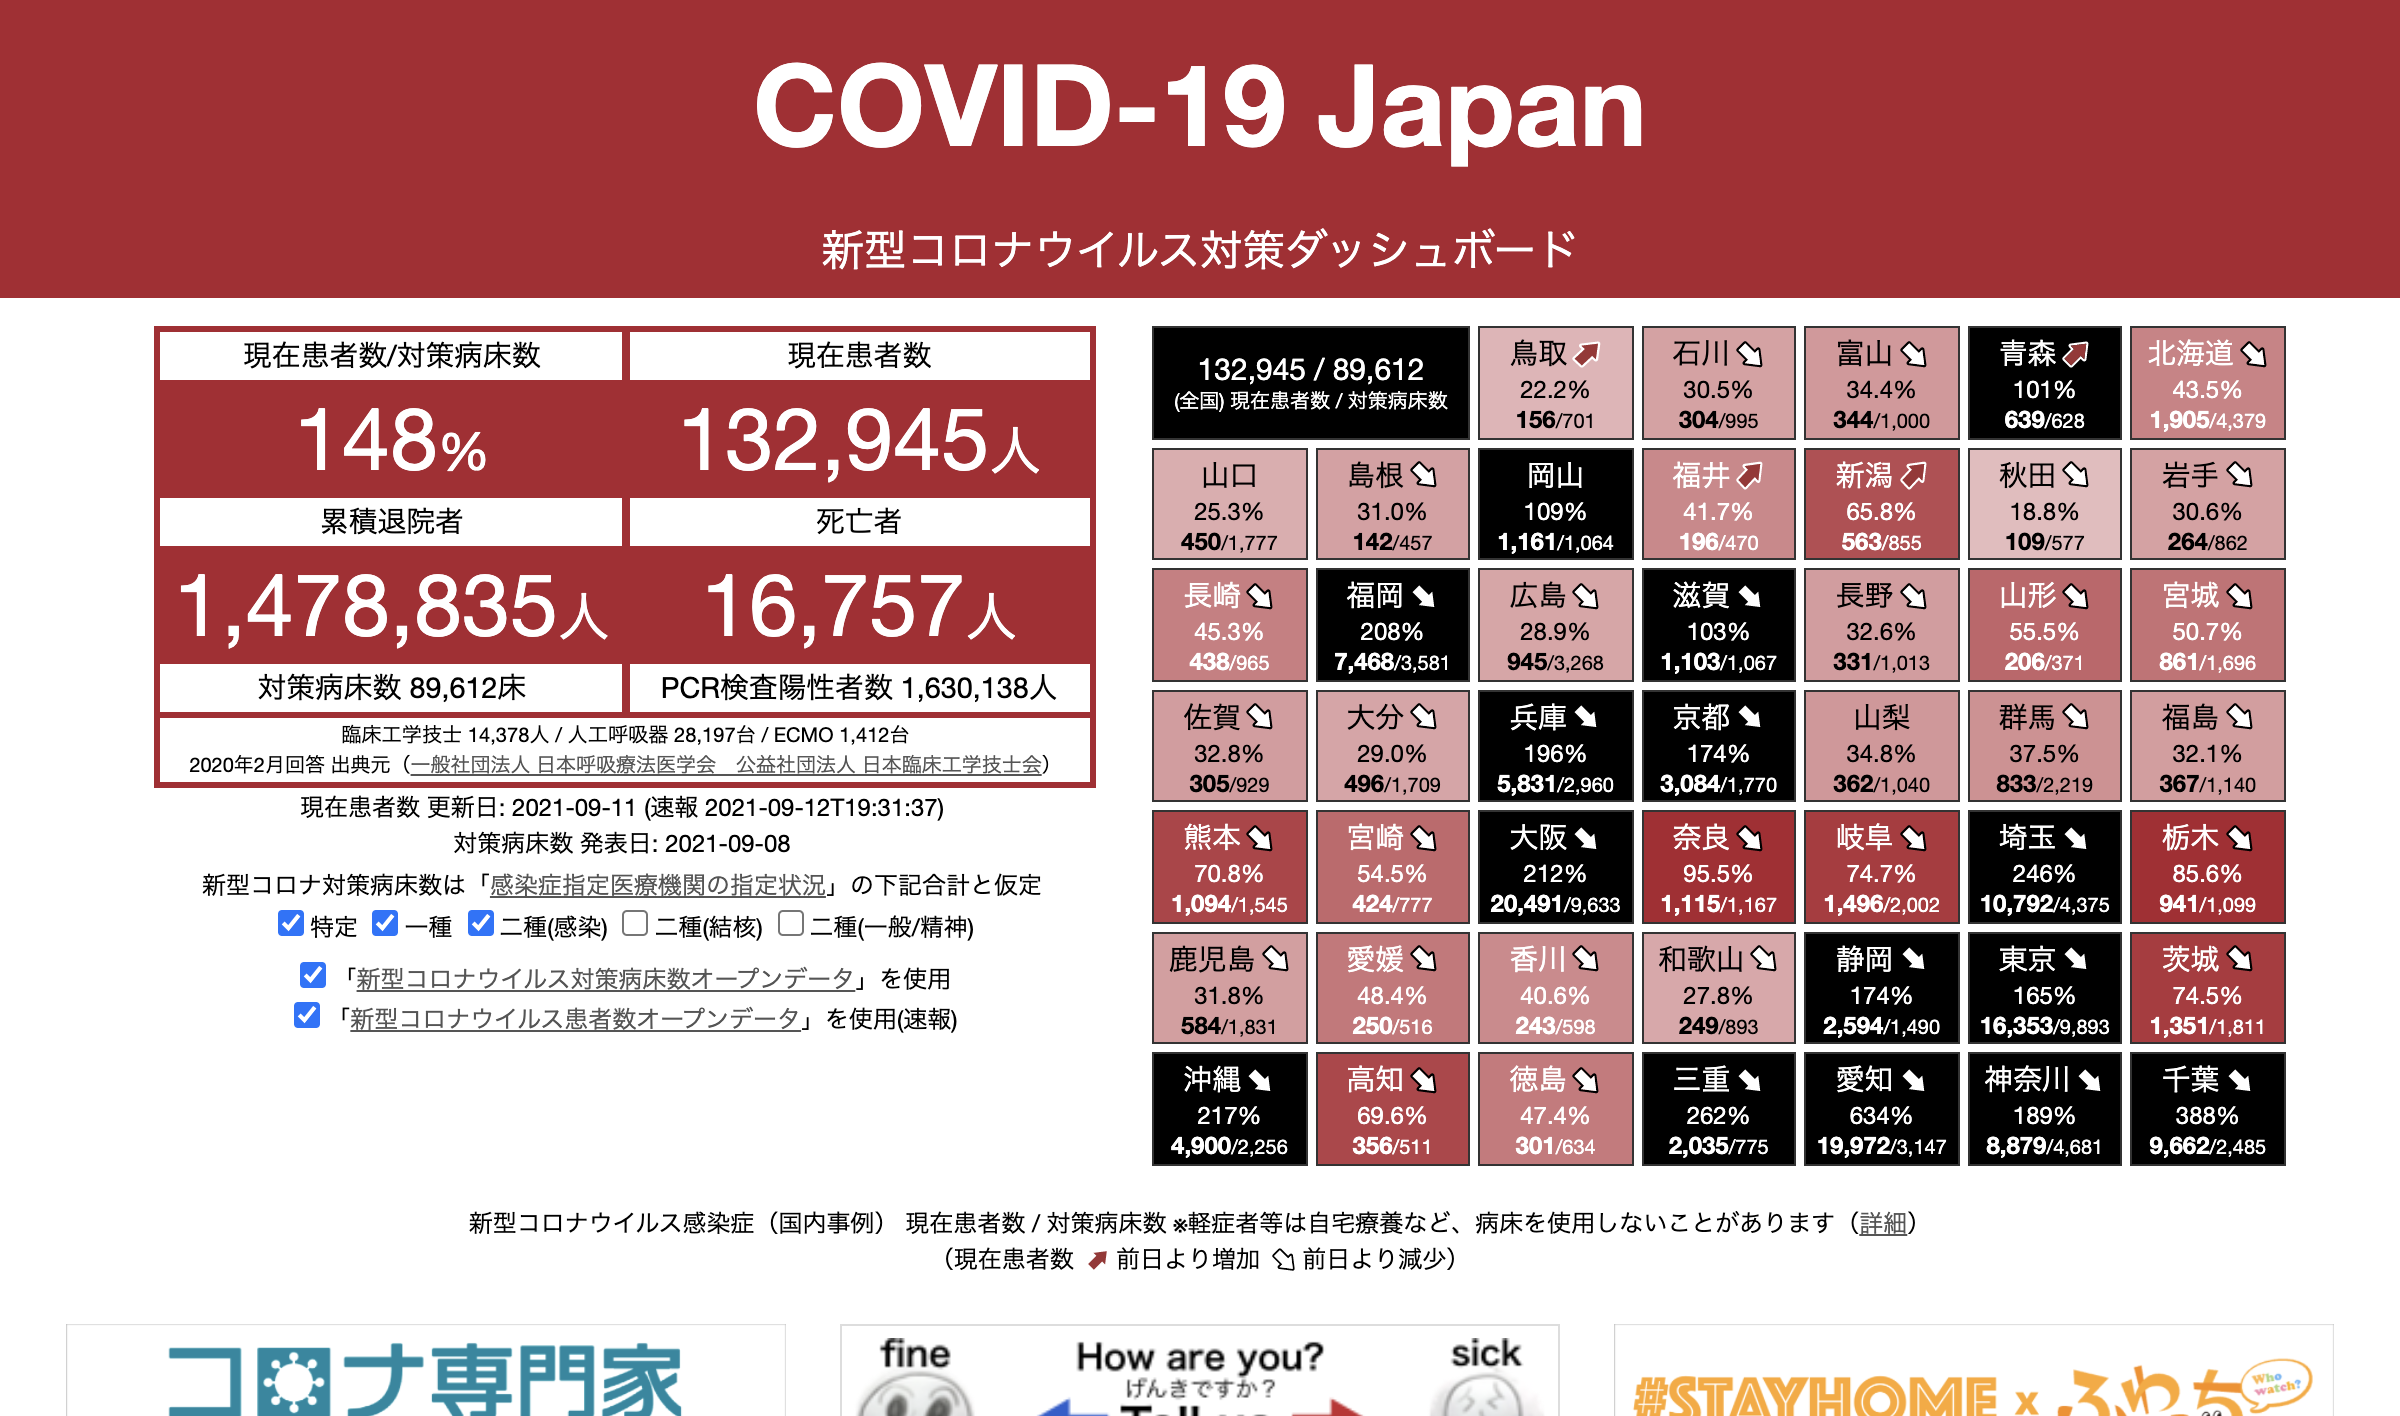 COVID-19 Japan
新型コロナウイルス対策ダッシュボード
現在患者数/対策病床数
現在患者数
148%
132,945人
累積退院者
死亡者
1,478,835人
16,757人
対策病床数 89,612床
PCR検査陽性者数 1,630,138人
臨床工学技士 14,378人 / 人工呼吸器 28,197台 / ECMO 1,412台
2020年2月回答 出典元（一般社団法人 日本呼吸療法医学会　公益社団法人 日本臨床工学技士会）
現在患者数 更新日: 2021-09-11 (速報 2021-09-12T19:31:37)
対策病床数 発表日: 2021-09-08
新型コロナ対策病床数は「感染症指定医療機関の指定状況」の下記合計と仮定
特定 一種 二種(感染) 二種(結核) 二種(一般/精神)
「新型コロナウイルス対策病床数オープンデータ」を使用
「新型コロナウイルス患者数オープンデータ」を使用(速報)
132,945 / 89,612
(全国) 現在患者数 / 対策病床数
鳥取
22.2%
156/701
石川
30.5%
304/995
富山
34.4%
344/1,000
青森
101%
639/628
北海道
43.5%
1,905/4,379
山口
25.3%
450/1,777
島根
31.0%
142/457
岡山
109%
1,161/1,064
福井
41.7%
196/470
新潟
65.8%
563/855
秋田
18.8%
109/577
岩手
30.6%
264/862
長崎
45.3%
438/965
福岡
208%
7,468/3,581
広島
28.9%
945/3,268
滋賀
103%
1,103/1,067
長野
32.6%
331/1,013
山形
55.5%
206/371
宮城
50.7%
861/1,696
佐賀
32.8%
305/929
大分
29.0%
496/1,709
兵庫
196%
5,831/2,960
京都
174%
3,084/1,770
山梨
34.8%
362/1,040
群馬
37.5%
833/2,219
福島
32.1%
367/1,140
熊本
70.8%
1,094/1,545
宮崎
54.5%
424/777
大阪
212%
20,491/9,633
奈良
95.5%
1,115/1,167
岐阜
74.7%
1,496/2,002
埼玉
246%
10,792/4,375
栃木
85.6%
941/1,099
鹿児島
31.8%
584/1,831
愛媛
48.4%
250/516
香川
40.6%
243/598
和歌山
27.8%
249/893
静岡
174%
2,594/1,490
東京
165%
16,353/9,893
茨城
74.5%
1,351/1,811
沖縄
217%
4,900/2,256
高知
69.6%
356/511
徳島
47.4%
301/634
三重
262%
2,035/775
愛知
634%
19,972/3,147
神奈川
189%
8,879/4,681
千葉
388%
9,662/2,485
新型コロナウイルス感染症（国内事例） 現在患者数 / 対策病床数 ※軽症者等は自宅療養など、病床を使用しないことがあります（詳細）
（現在患者数 前日より増加 前日より減少）
コロナ専門家
fine
How are you?
sick
げんきですか？
Tell us
#STAYHOME x ふわっち
Who watch?